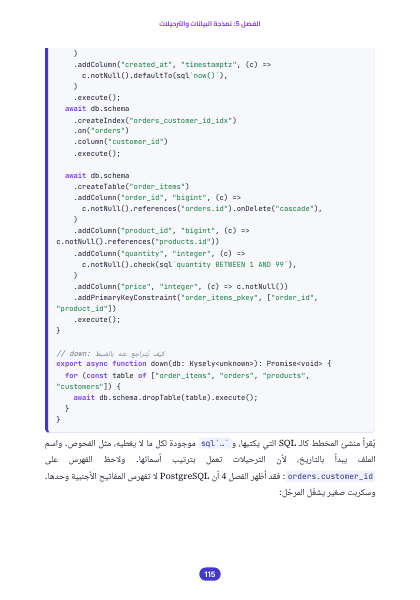 الفصل 5: نمذجة البيانات والترحيلات
)
.addColumn("created_at", "timestamptz", (c) =>
c.notNull().defaultTo(sql`now()`),
)
.execute();
await db.schema
.createIndex("orders_customer_id_idx")
.on("orders")
.column("customer_id")
.execute();
await db.schema
.createTable("order_items")
.addColumn("order_id", "bigint", (c) =>
c.notNull().references("orders.id").onDelete("cascade"),
)
.addColumn("product_id", "bigint", (c) =>
c.notNull().references("products.id"))
.addColumn("quantity", "integer", (c) =>
c.notNull().check(sql`quantity BETWEEN 1 AND 99`),
)
.addColumn("price", "integer", (c) => c.notNull())
.addPrimaryKeyConstraint("order_items_pkey", ["order_id",
"product_id"])
.execute();
}
// down: كيف يُتراجع عنه بالضبط
export async function down(db: Kysely<unknown>): Promise<void> {
for (const table of ["order_items", "orders", "products",
"customers"]) {
await db.schema.dropTable(table).execute();
}
}
يُقرأ منشئ المخطط كالـ SQL التي يكتبها، و sql`…` موجودة لكل ما لا يغطيه، مثل الفحوص. واسم
الملف يبدأ بالتاريخ، لأن الترحيلات تعمل بترتيب أسمائها. ولاحظ الفهرس على
orders.customer_id : فقد أظهر الفصل 4 أن PostgreSQL لا تفهرس المفاتيح الأجنبية وحدها.
وسكربت صغير يشغّل المرحّل:
115